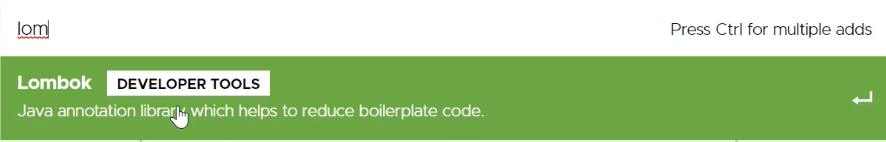 lom
Press Ctrl for multiple adds
Lombok DEVELOPER TOOLS
Java annotation library which helps to reduce boilerplate code.